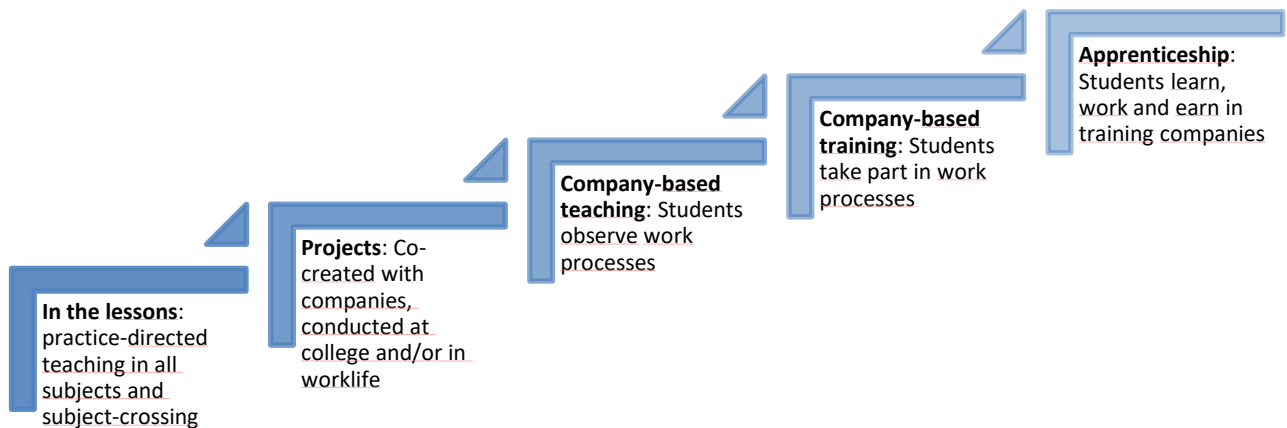 In the lessons:
practice-directed
teaching in all
subjects and
subject-crossing
Projects: Co-
created with
companies,
conducted at
college and/or in
worklife
Company-based
teaching: Students
observe work
processes
Company-based
training: Students
take part in work
processes
Apprenticeship:
Students learn,
work and earn in
training companies